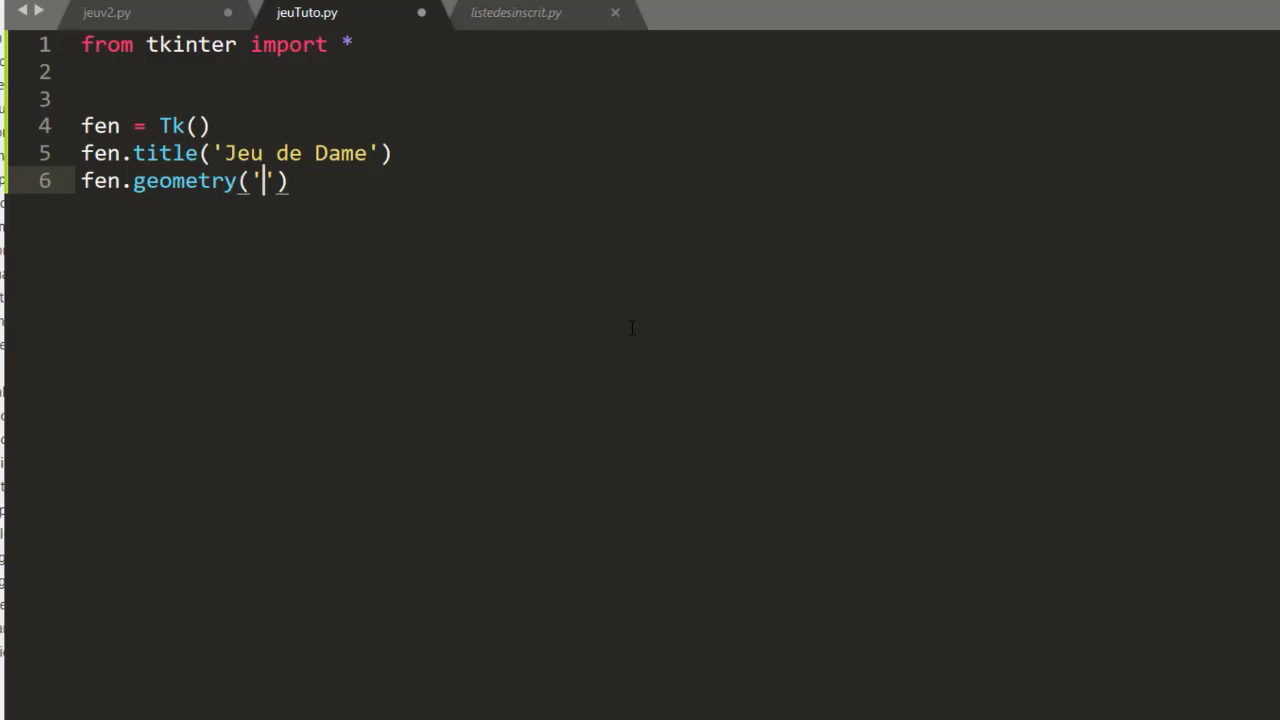 jeuv2.py
jeuTuto.py
listedesinscrit.py
1 from tkinter import *
2
3
4 fen = Tk()
5 fen.title('Jeu de Dame')
6 fen.geometry('')